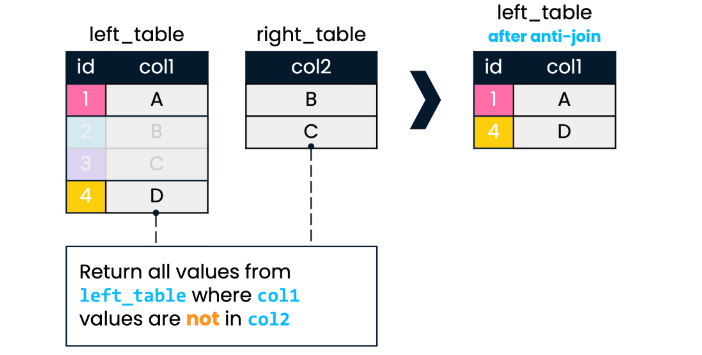 left_table
id col1
1 A
2 B
3 C
4 D
right_table
col2
B
C
left_table
after anti-join
id col1
1 A
4 D
Return all values from
left_table where col1
values are not in col2